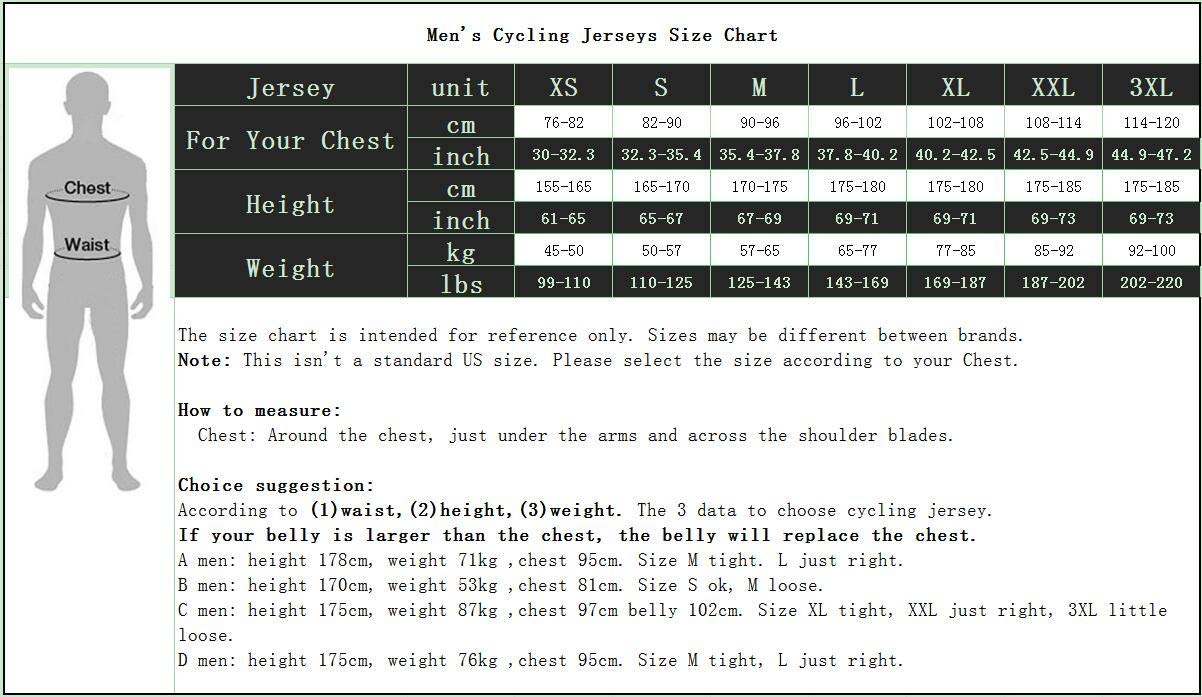 Men's Cycling Jerseys Size Chart
Jersey unit XS S M L XL XXL 3XL
For Your Chest cm 76-82 82-90 90-96 96-102 102-108 108-114 114-120
inch 30-32.3 32.3-35.4 35.4-37.8 37.8-40.2 40.2-42.5 42.5-44.9 44.9-47.2
Height cm 155-165 165-170 170-175 175-180 175-180 175-185 175-185
inch 61-65 65-67 67-69 69-71 69-71 69-73 69-73
Weight kg 45-50 50-57 57-65 65-77 77-85 85-92 92-100
lbs 99-110 110-125 125-143 143-169 169-187 187-202 202-220
Chest
Waist
The size chart is intended for reference only. Sizes may be different between brands.
Note: This isn't a standard US size. Please select the size according to your Chest.
How to measure:
Chest: Around the chest, just under the arms and across the shoulder blades.
Choice suggestion:
According to (1)waist,(2)height,(3)weight. The 3 data to choose cycling jersey.
If your belly is larger than the chest, the belly will replace the chest.
A men: height 178cm, weight 71kg ,chest 95cm. Size M tight. L just right.
B men: height 170cm, weight 53kg ,chest 81cm. Size S ok, M loose.
C men: height 175cm, weight 87kg ,chest 97cm belly 102cm. Size XL tight, XXL just right, 3XL little
loose.
D men: height 175cm, weight 76kg ,chest 95cm. Size M tight, L just right.